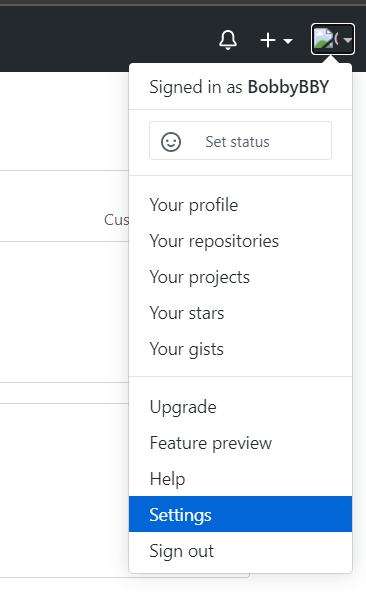 Signed in as BobbyBBY
Set status
Cus
Your profile
Your repositories
Your projects
Your stars
Your gists
Upgrade
Feature preview
Help
Settings
Sign out